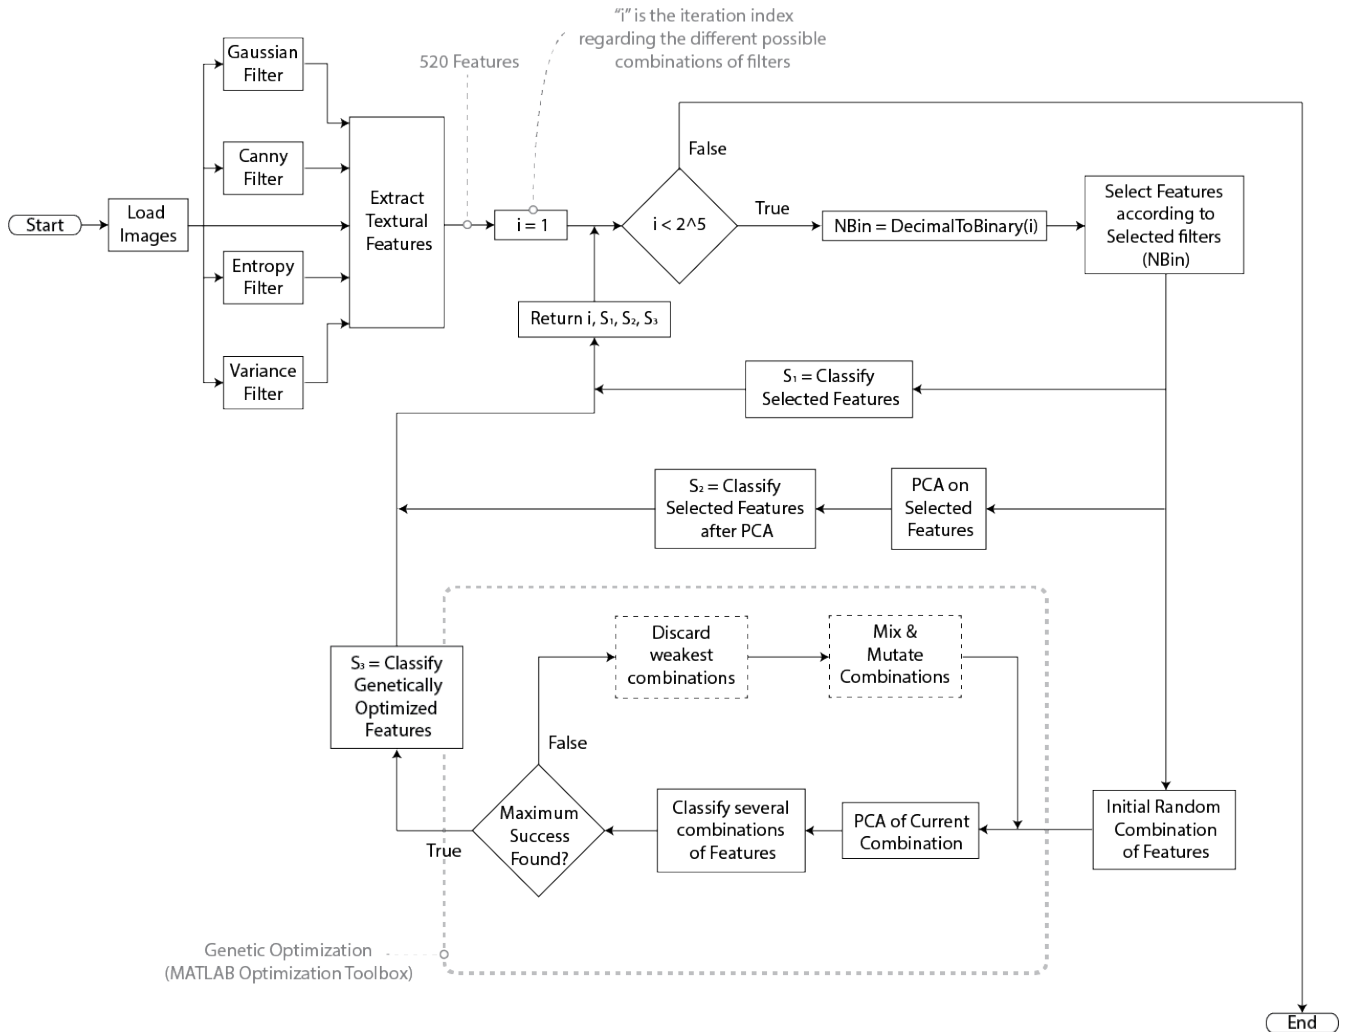 “i” is the iteration index
regarding the different possible
combinations of filters
520 Features
Gaussian
Filter
Canny
Filter
Entropy
Filter
Variance
Filter
Start
Load
Images
Extract
Textural
Features
i = 1
i < 2^5
False
True
NBin = DecimalToBinary(i)
Select Features
according to
Selected filters
(NBin)
Return i, S₁, S₂, S₃
S₁ = Classify
Selected Features
S₂ = Classify
Selected Features
after PCA
PCA on
Selected
Features
Discard
weakest
combinations
Mix &
Mutate
Combinations
S₃ = Classify
Genetically
Optimized
Features
False
Maximum
Success
Found?
True
Classify several
combinations
of Features
PCA of Current
Combination
Initial Random
Combination
of Features
Genetic Optimization
(MATLAB Optimization Toolbox)
End